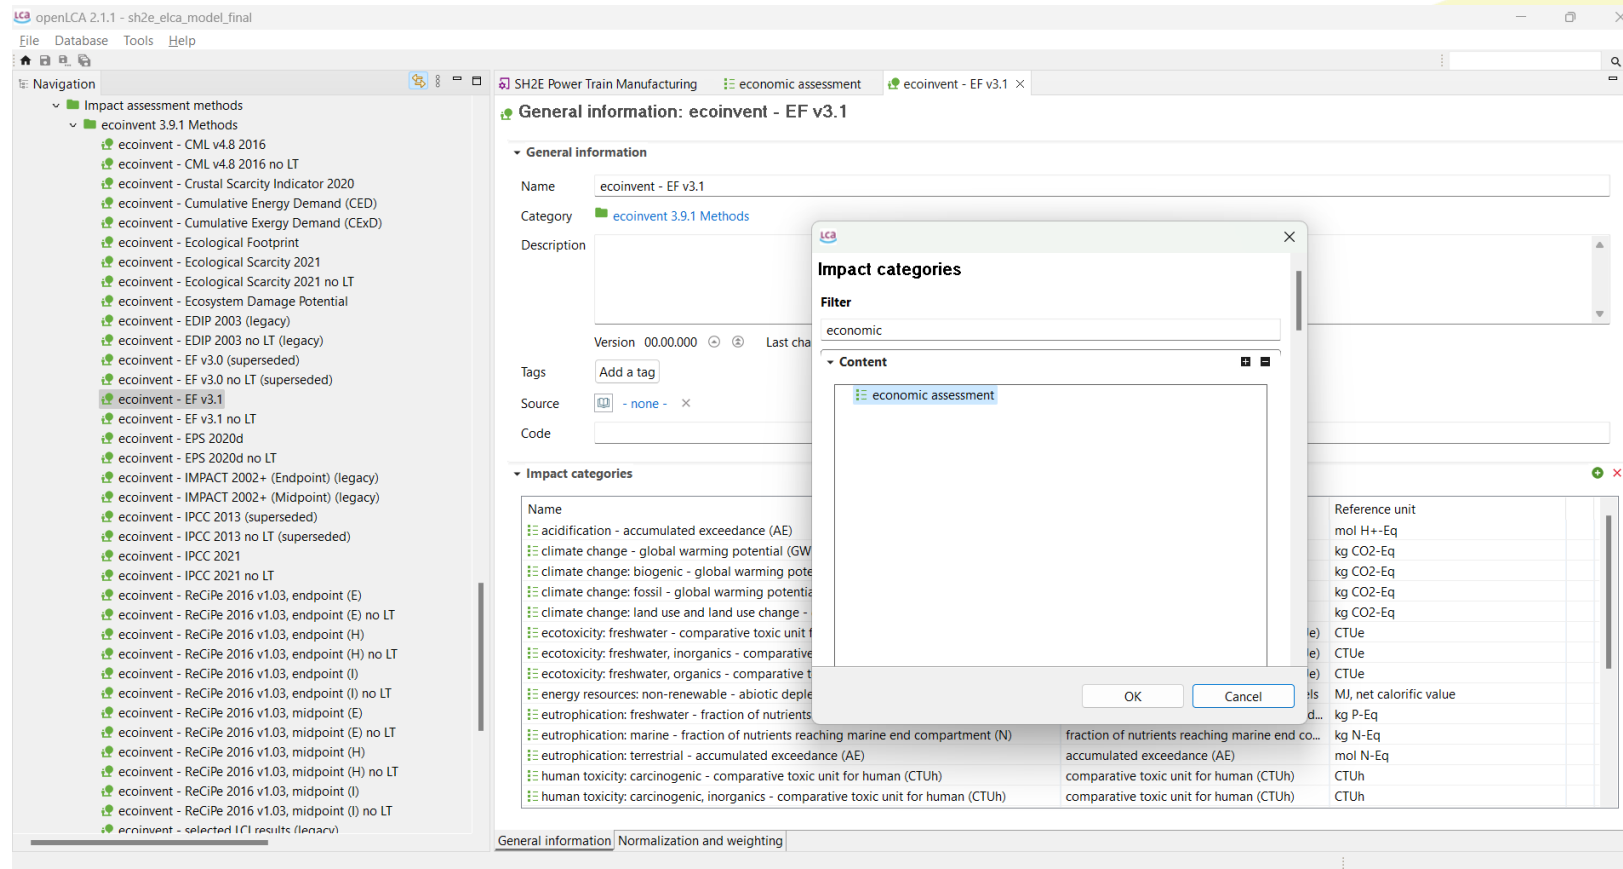 LCA openLCA 2.1.1 - sh2e_elca_model_final
File Database Tools Help
Navigation
Impact assessment methods
ecoinvent 3.9.1 Methods
ecoinvent - CML v4.8 2016
ecoinvent - CML v4.8 2016 no LT
ecoinvent - Crustal Scarcity Indicator 2020
ecoinvent - Cumulative Energy Demand (CED)
ecoinvent - Cumulative Exergy Demand (CExD)
ecoinvent - Ecological Footprint
ecoinvent - Ecological Scarcity 2021
ecoinvent - Ecological Scarcity 2021 no LT
ecoinvent - Ecosystem Damage Potential
ecoinvent - EDIP 2003 (legacy)
ecoinvent - EDIP 2003 no LT (legacy)
ecoinvent - EF v3.0 (superseded)
ecoinvent - EF v3.0 no LT (superseded)
ecoinvent - EF v3.1
ecoinvent - EF v3.1 no LT
ecoinvent - EPS 2020d
ecoinvent - EPS 2020d no LT
ecoinvent - IMPACT 2002+ (Endpoint) (legacy)
ecoinvent - IMPACT 2002+ (Midpoint) (legacy)
ecoinvent - IPCC 2013 (superseded)
ecoinvent - IPCC 2013 no LT (superseded)
ecoinvent - IPCC 2021
ecoinvent - IPCC 2021 no LT
ecoinvent - ReCiPe 2016 v1.03, endpoint (E)
ecoinvent - ReCiPe 2016 v1.03, endpoint (E) no LT
ecoinvent - ReCiPe 2016 v1.03, endpoint (H)
ecoinvent - ReCiPe 2016 v1.03, endpoint (H) no LT
ecoinvent - ReCiPe 2016 v1.03, endpoint (I)
ecoinvent - ReCiPe 2016 v1.03, endpoint (I) no LT
ecoinvent - ReCiPe 2016 v1.03, midpoint (E)
ecoinvent - ReCiPe 2016 v1.03, midpoint (E) no LT
ecoinvent - ReCiPe 2016 v1.03, midpoint (H)
ecoinvent - ReCiPe 2016 v1.03, midpoint (H) no LT
ecoinvent - ReCiPe 2016 v1.03, midpoint (I)
ecoinvent - ReCiPe 2016 v1.03, midpoint (I) no LT
ecoinvent - selected LCI results (legacy)
SH2E Power Train Manufacturing economic assessment ecoinvent - EF v3.1
General information: ecoinvent - EF v3.1
General information
Name ecoinvent - EF v3.1
Category ecoinvent 3.9.1 Methods
Description
Version 00.00.000 Last cha
Tags Add a tag
Source - none -
Code
Impact categories
Name Reference unit
acidification - accumulated exceedance (AE) mol H+-Eq
climate change - global warming potential (GW kg CO2-Eq
climate change: biogenic - global warming pote kg CO2-Eq
climate change: fossil - global warming potentia kg CO2-Eq
climate change: land use and land use change - kg CO2-Eq
ecotoxicity: freshwater - comparative toxic unit f e) CTUe
ecotoxicity: freshwater, inorganics - comparative e) CTUe
ecotoxicity: freshwater, organics - comparative t e) CTUe
energy resources: non-renewable - abiotic deple ls MJ, net calorific value
eutrophication: freshwater - fraction of nutrients d... kg P-Eq
eutrophication: marine - fraction of nutrients reaching marine end compartment (N) fraction of nutrients reaching marine end co... kg N-Eq
eutrophication: terrestrial - accumulated exceedance (AE) accumulated exceedance (AE) mol N-Eq
human toxicity: carcinogenic - comparative toxic unit for human (CTUh) comparative toxic unit for human (CTUh) CTUh
human toxicity: carcinogenic, inorganics - comparative toxic unit for human (CTUh) comparative toxic unit for human (CTUh) CTUh
General information Normalization and weighting
LCA
Impact categories
Filter
economic
Content
economic assessment
OK Cancel